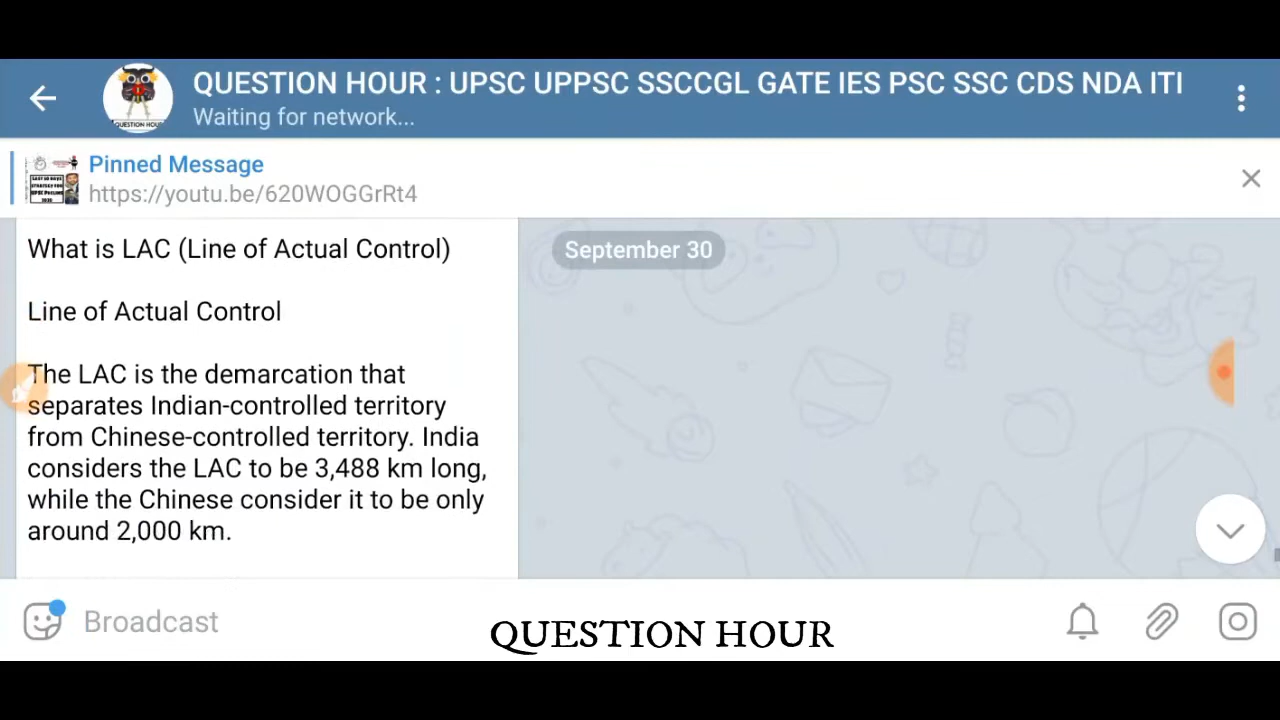 QUESTION HOUR : UPSC UPPSC SSCCGL GATE IES PSC SSC CDS NDA ITI
Waiting for network...
QUESTION HOUR
Pinned Message
https://youtu.be/620WOGGrRt4
September 30
What is LAC (Line of Actual Control)
Line of Actual Control
The LAC is the demarcation that
separates Indian-controlled territory
from Chinese-controlled territory. India
considers the LAC to be 3,488 km long,
while the Chinese consider it to be only
around 2,000 km.
Broadcast
QUESTION HOUR